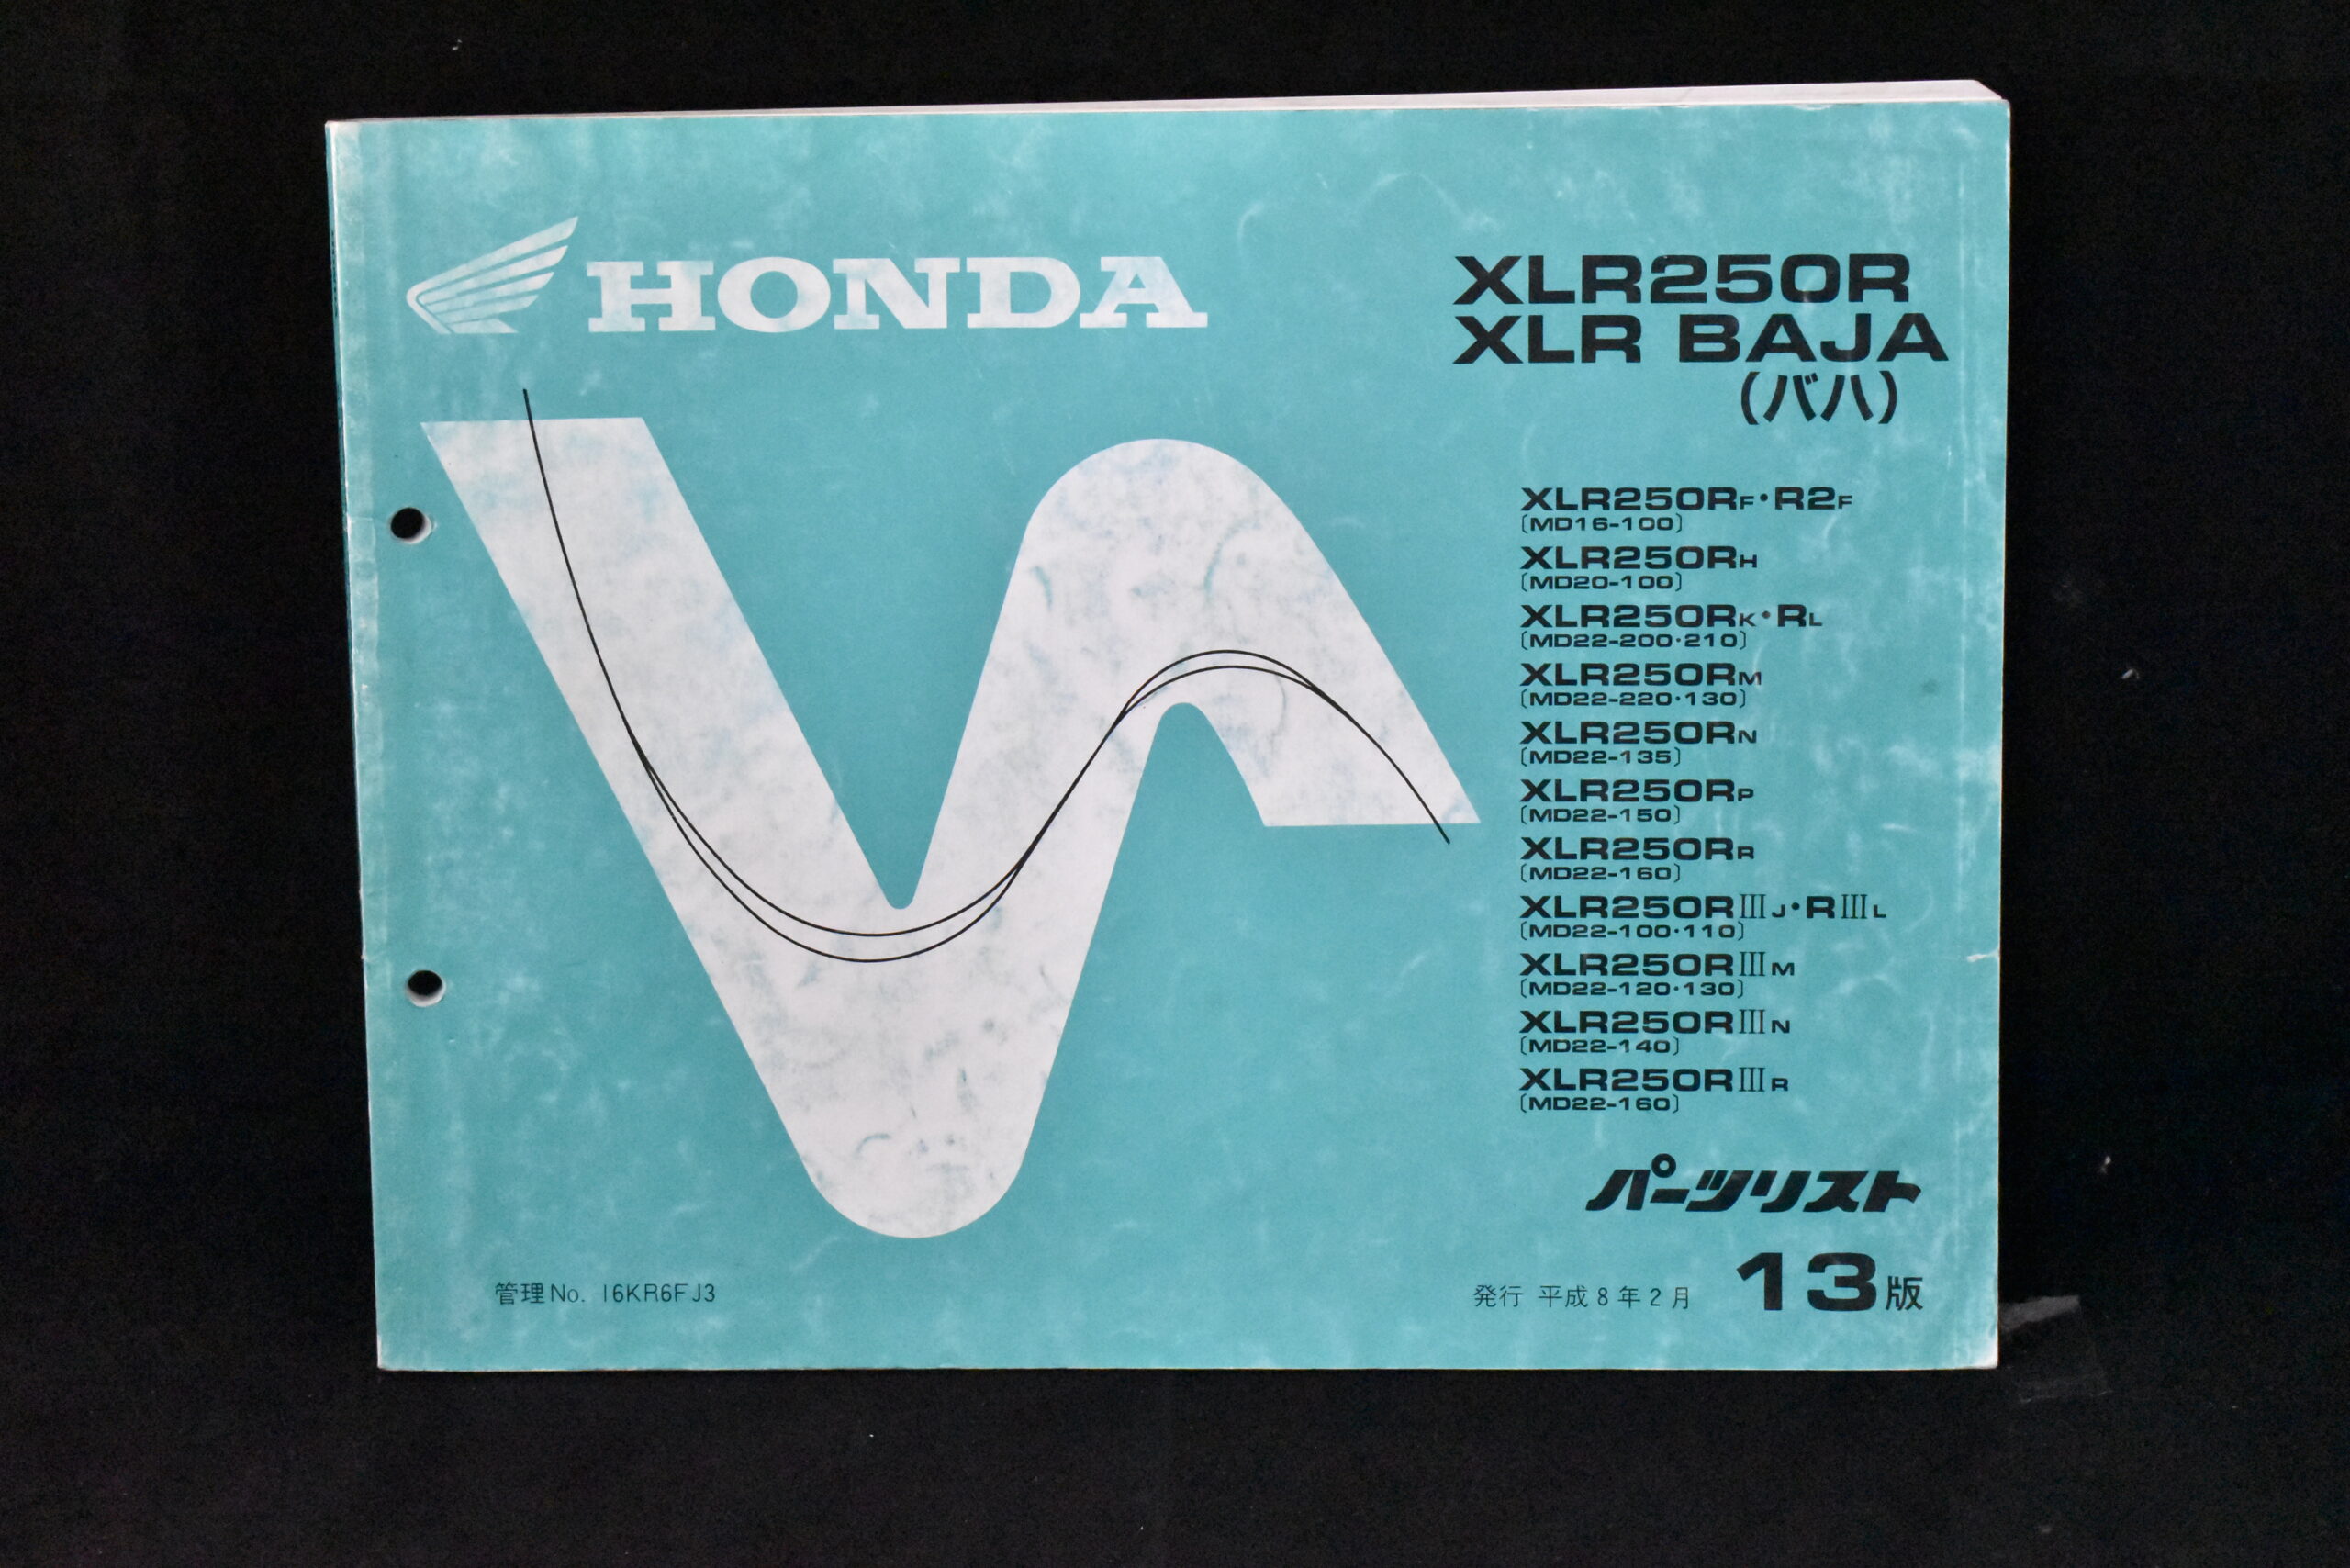 HONDA
XLR250R
XLR BAJA
(バハ)
XLR250RF・R2F
〔MD16-100〕
XLR250RH
〔MD20-100〕
XLR250RK・RL
〔MD22-200・210〕
XLR250RM
〔MD22-220・130〕
XLR250RN
〔MD22-135〕
XLR250RP
〔MD22-150〕
XLR250RR
〔MD22-160〕
XLR250RⅢJ・RⅢL
〔MD22-100・110〕
XLR250RⅢM
〔MD22-120・130〕
XLR250RⅢN
〔MD22-140〕
XLR250RⅢR
〔MD22-160〕
パーツリスト
管理No. 16KR6FJ3
発行 平成8年2月 13版